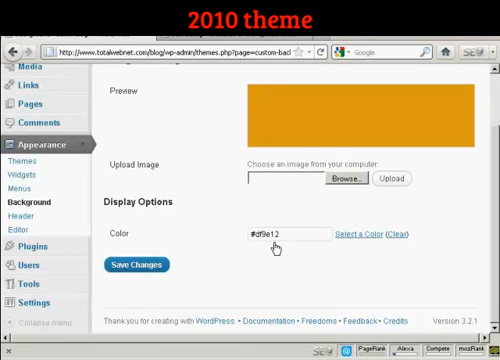 2010 theme
http://www.totalwebnet.com/blog/wp-admin/themes.php?page=custom-bacl
Google
Media
Links
Pages
Comments
Appearance
Themes
Widgets
Menus
Background
Header
Editor
Plugins
Users
Tools
Settings
Collapse menu
Preview
Upload Image
Choose an image from your computer
Browse..
Upload
Display Options
Color
#df9e12
Select a Color (Clear)
Save Changes
Thank you for creating with WordPress. • Documentation • Freedoms • Feedback • Credits
Version 3.2.1
PageRank
Alexa
Compete
mozRank